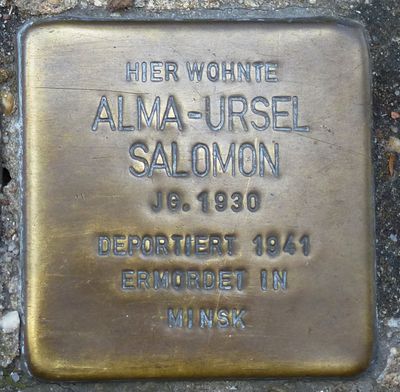 HIER WOHNTE
ALMA-URSEL
SALOMON
JG. 1930
DEPORTIERT 1941
ERMORDET IN
MINSK